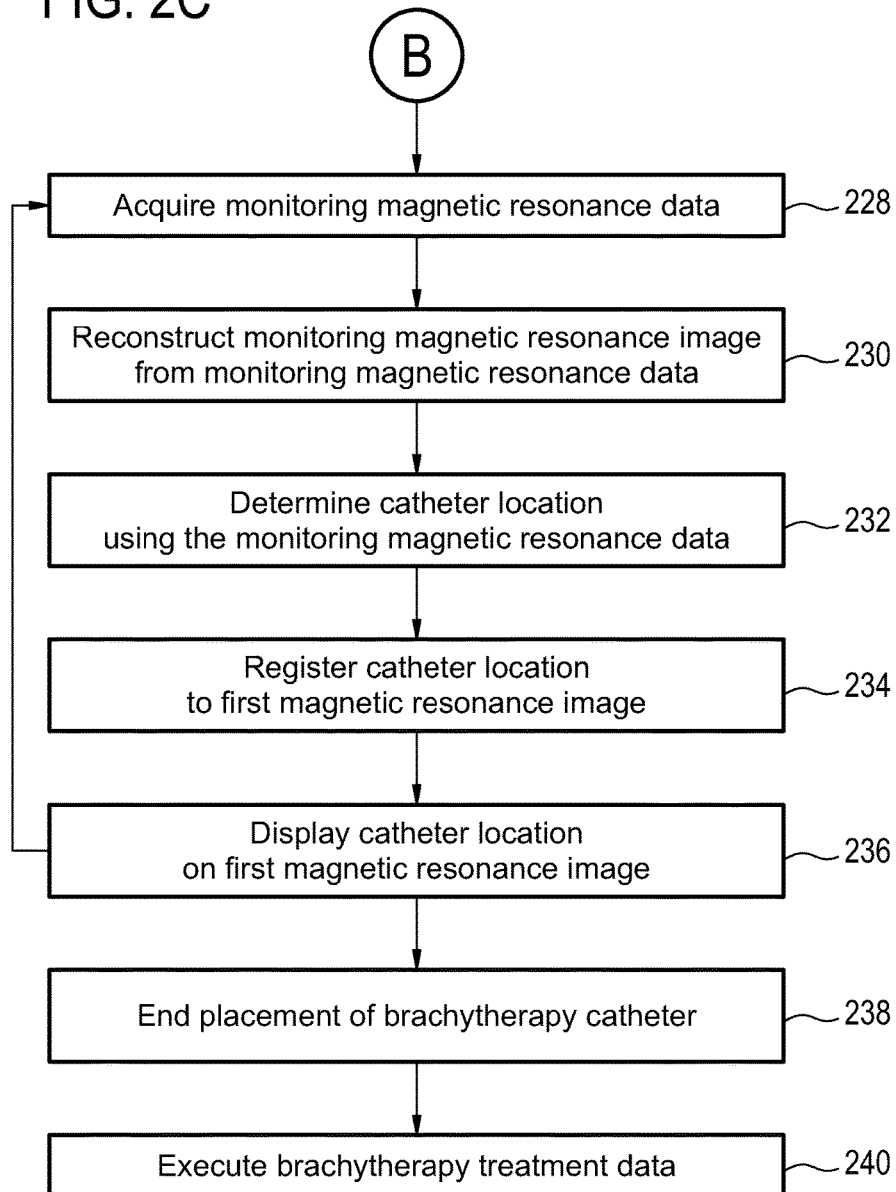 FIG. 2C
B
Acquire monitoring magnetic resonance data
228
Reconstruct monitoring magnetic resonance image
from monitoring magnetic resonance data
230
Determine catheter location
using the monitoring magnetic resonance data
232
Register catheter location
to first magnetic resonance image
234
Display catheter location
on first magnetic resonance image
236
End placement of brachytherapy catheter
238
Execute brachytherapy treatment data
240